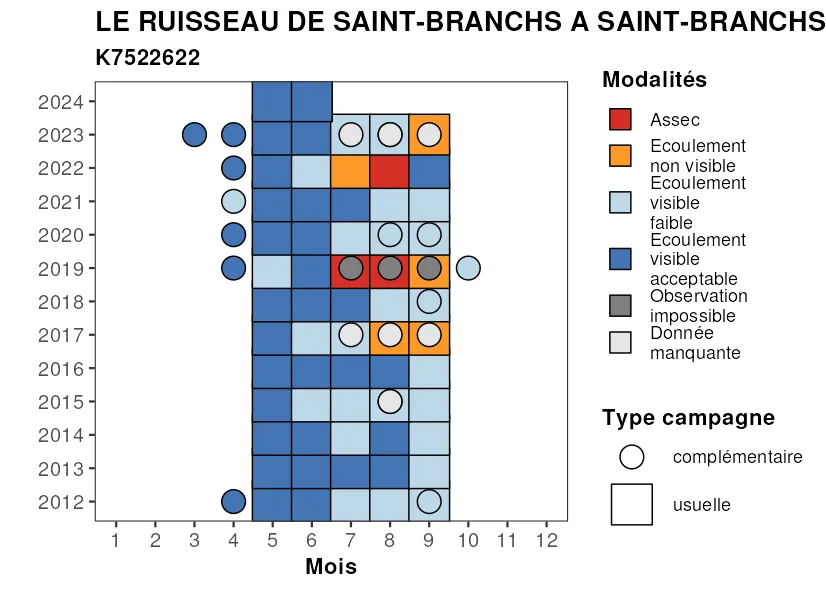 LE RUISSEAU DE SAINT-BRANCHS A SAINT-BRANCHS
K7522622
2024
2023
2022
2021
2020
2019
2018
2017
2016
2015
2014
2013
2012
1 2 3 4 5 6 7 8 9 10 11 12
Mois
Modalités
Assec
Ecoulement
non visible
Ecoulement
visible
faible
Ecoulement
visible
acceptable
Observation
impossible
Donnée
manquante
Type campagne
complémentaire
usuelle